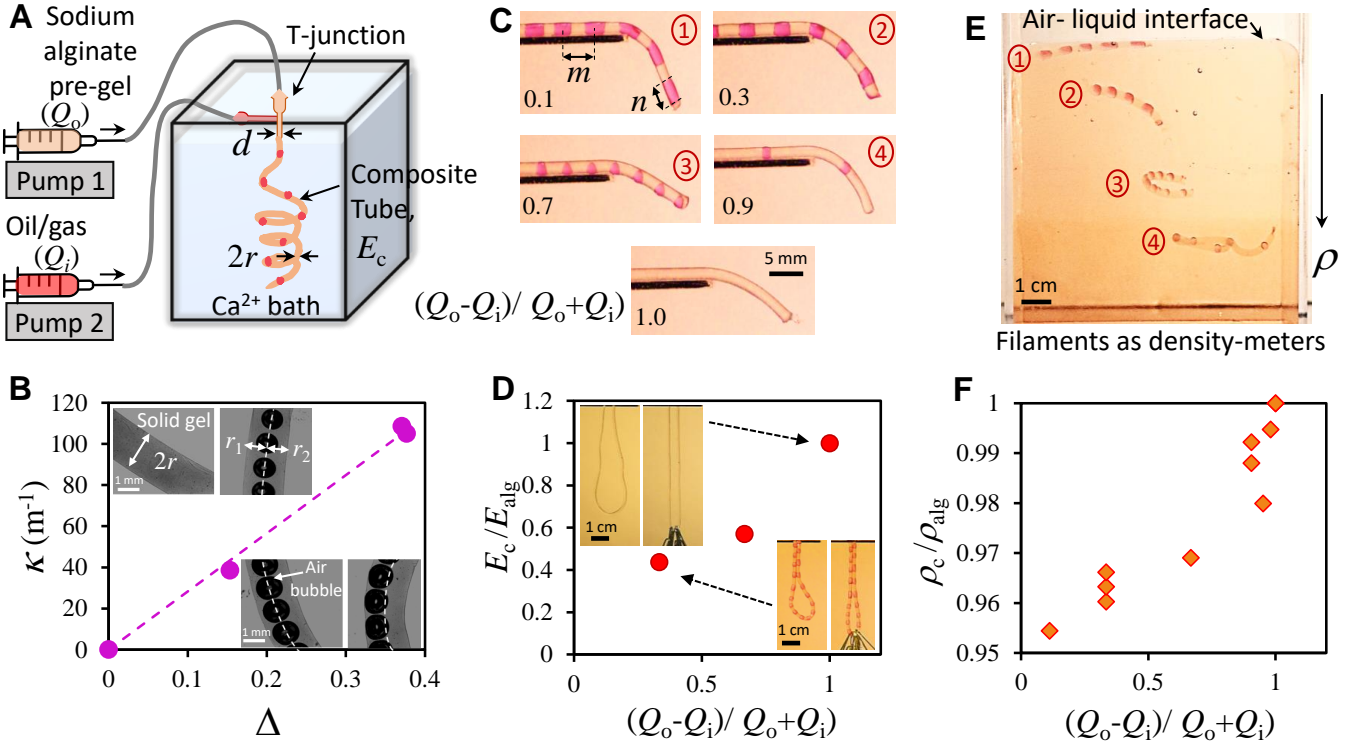 A
Sodium
alginate
pre-gel
(Qo)
Pump 1
Oil/gas
(Qi)
Pump 2
T-junction
d
Composite
Tube,
Ec
2r
Ca2+ bath
C
1
m
n
0.1
2
0.3
3
0.7
4
0.9
(Qo-Qi)/ Qo+Qi)
5 mm
1.0
E
Air- liquid interface
1
2
3
4
ρ
1 cm
Filaments as density-meters
B
κ (m-1)
120
100
80
60
40
20
0
Solid gel
2r
1 mm
r1
r2
Air
bubble
1 mm
0
0.1
0.2
0.3
0.4
Δ
D
Ec/Ealg
1.2
1
0.8
0.6
0.4
0.2
0
1 cm
1 cm
0
0.5
1
(Qo-Qi)/ Qo+Qi)
F
ρc/ρalg
1
0.99
0.98
0.97
0.96
0.95
0
0.5
1
(Qo-Qi)/ Qo+Qi)